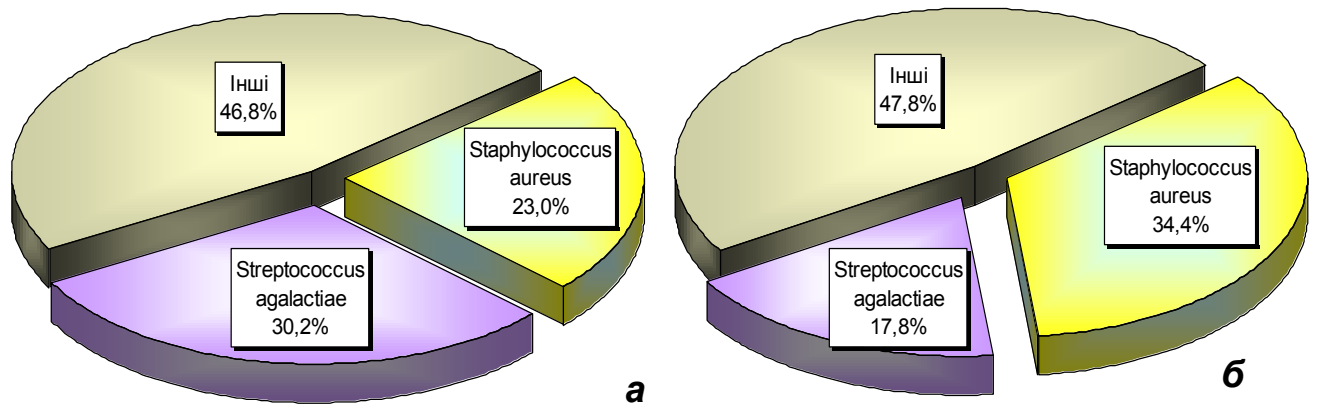 Інші
46,8%
Staphylococcus
aureus
23,0%
Streptococcus
agalactiae
30,2%
а
Інші
47,8%
Staphylococcus
aureus
34,4%
Streptococcus
agalactiae
17,8%
б